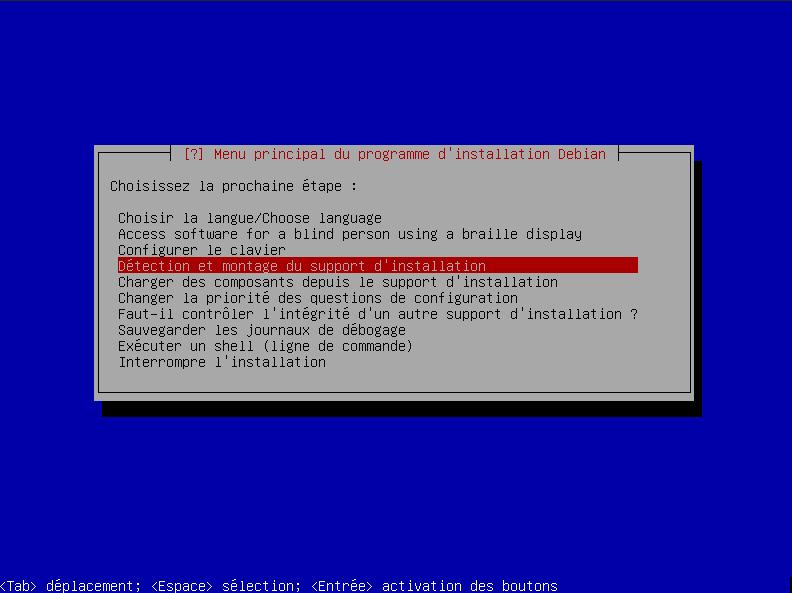 [?] Menu principal du programme d'installation Debian
Choisissez la prochaine étape :
Choisir la langue/Choose language
Access software for a blind person using a braille display
Configurer le clavier
Détection et montage du support d'installation
Charger des composants depuis le support d'installation
Changer la priorité des questions de configuration
Faut-il contrôler l'intégrité d'un autre support d'installation ?
Sauvegarder les journaux de débogage
Exécuter un shell (ligne de commande)
Interrompre l'installation
<Tab> déplacement; <Espace> sélection; <Entrée> activation des boutons